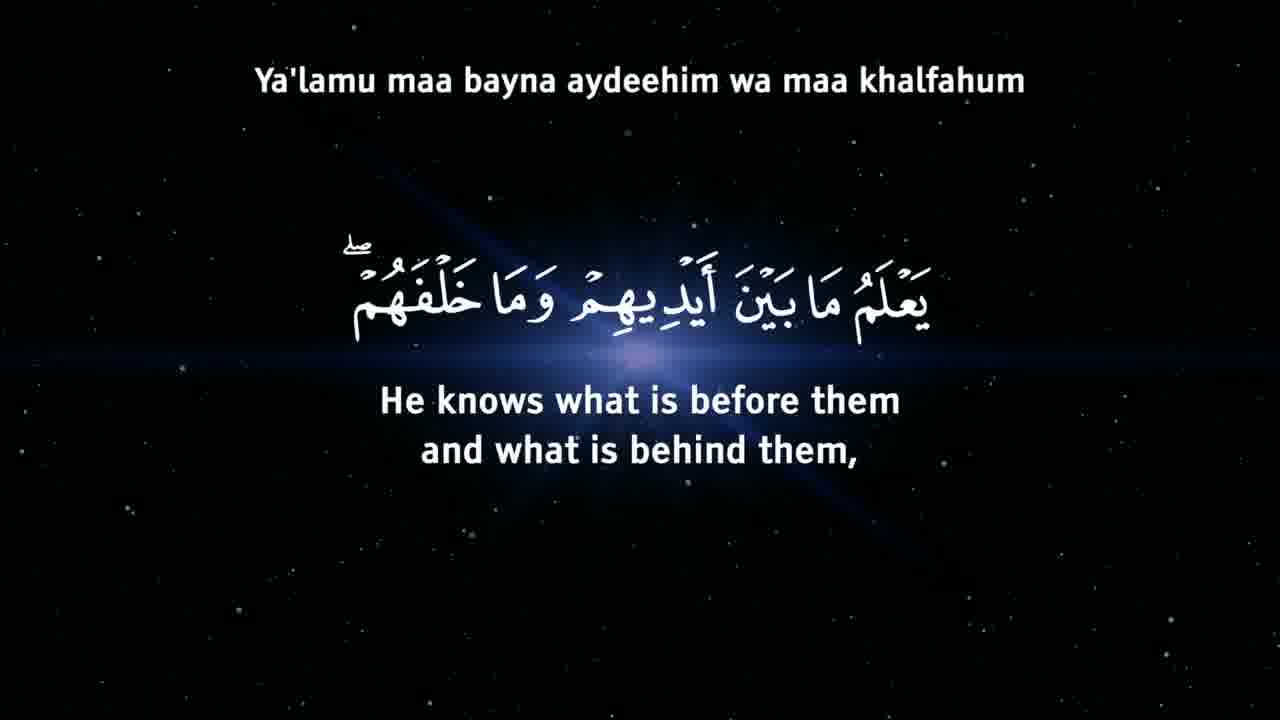 Ya'lamu maa bayna aydeehim wa maa khalfahum
يَعْلَمُ مَا بَيْنَ أَيْدِيهِمْ وَمَا خَلْفَهُمْ ۖ
He knows what is before them
and what is behind them,